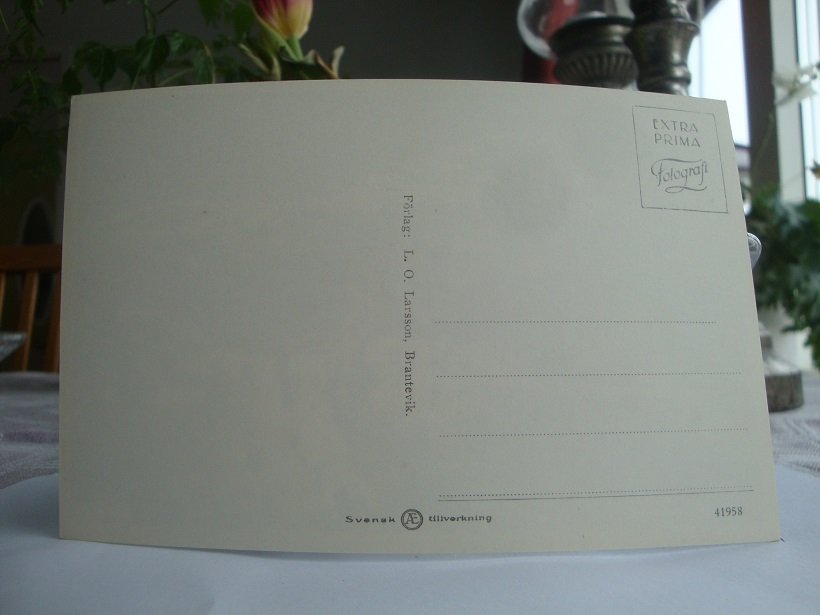 EXTRA
PRIMA
Fotografi
Förlag: L. O. Larsson, Brantevik.
Svensk Æ tillverkning
41958